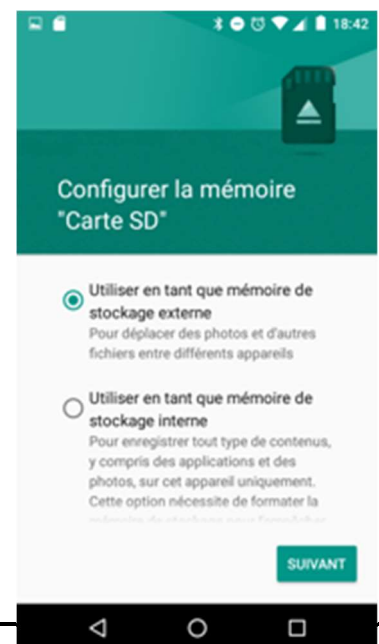 18:42
Configurer la mémoire
"Carte SD"
Utiliser en tant que mémoire de
stockage externe
Pour déplacer des photos et d'autres
fichiers entre différents appareils
Utiliser en tant que mémoire de
stockage interne
Pour enregistrer tout type de contenus,
y compris des applications et des
photos, sur cet appareil uniquement.
Cette option nécessite de formater la
SUIVANT